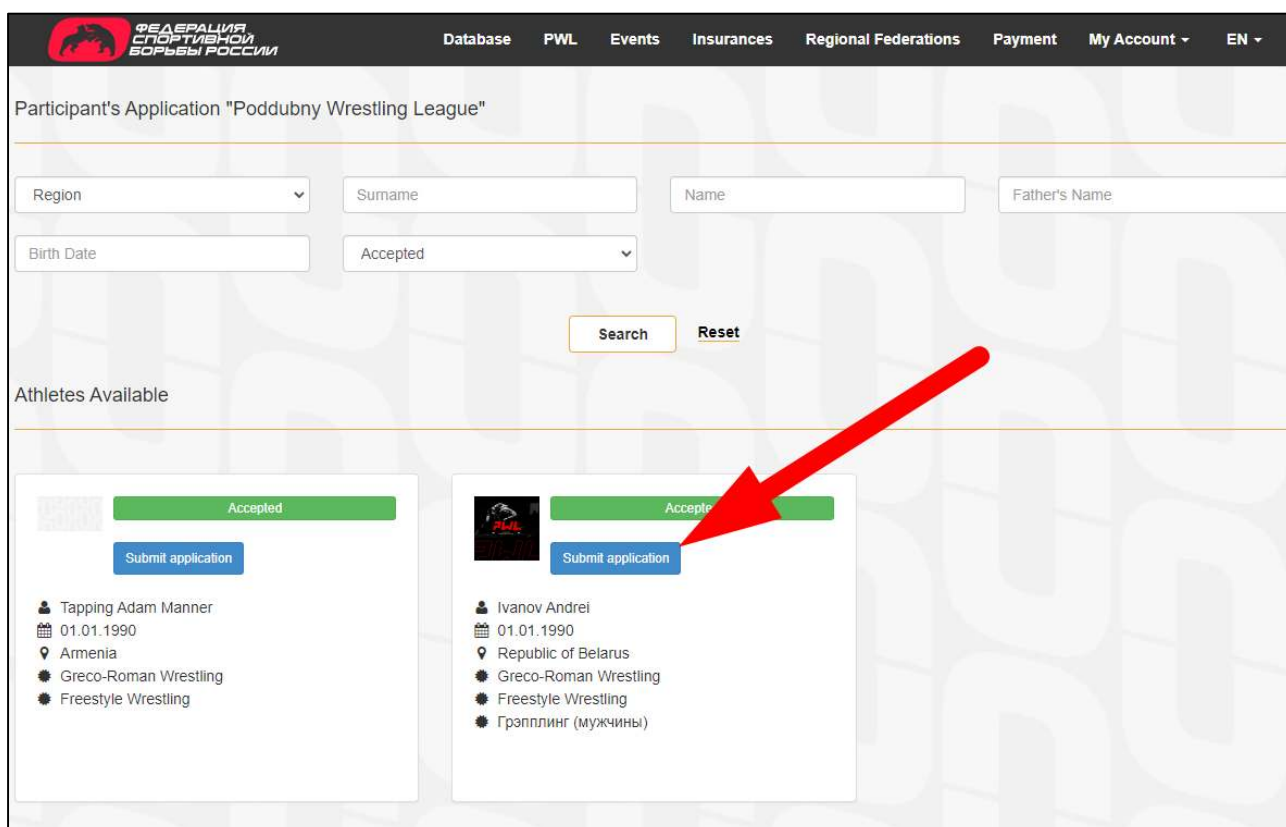 ФЕДЕРАЦИЯ
СПОРТИВНОЙ
БОРЬБЫ РОССИИ
Database PWL Events Insurances Regional Federations Payment My Account EN
Participant's Application "Poddubny Wrestling League"
Region Surname Name Father's Name
Birth Date Accepted
Search Reset
Athletes Available
Accepted
Submit application
Tapping Adam Manner
01.01.1990
Armenia
Greco-Roman Wrestling
Freestyle Wrestling
PWL
Accepte
Submit application
Ivanov Andrei
01.01.1990
Republic of Belarus
Greco-Roman Wrestling
Freestyle Wrestling
Грэпплинг (мужчины)